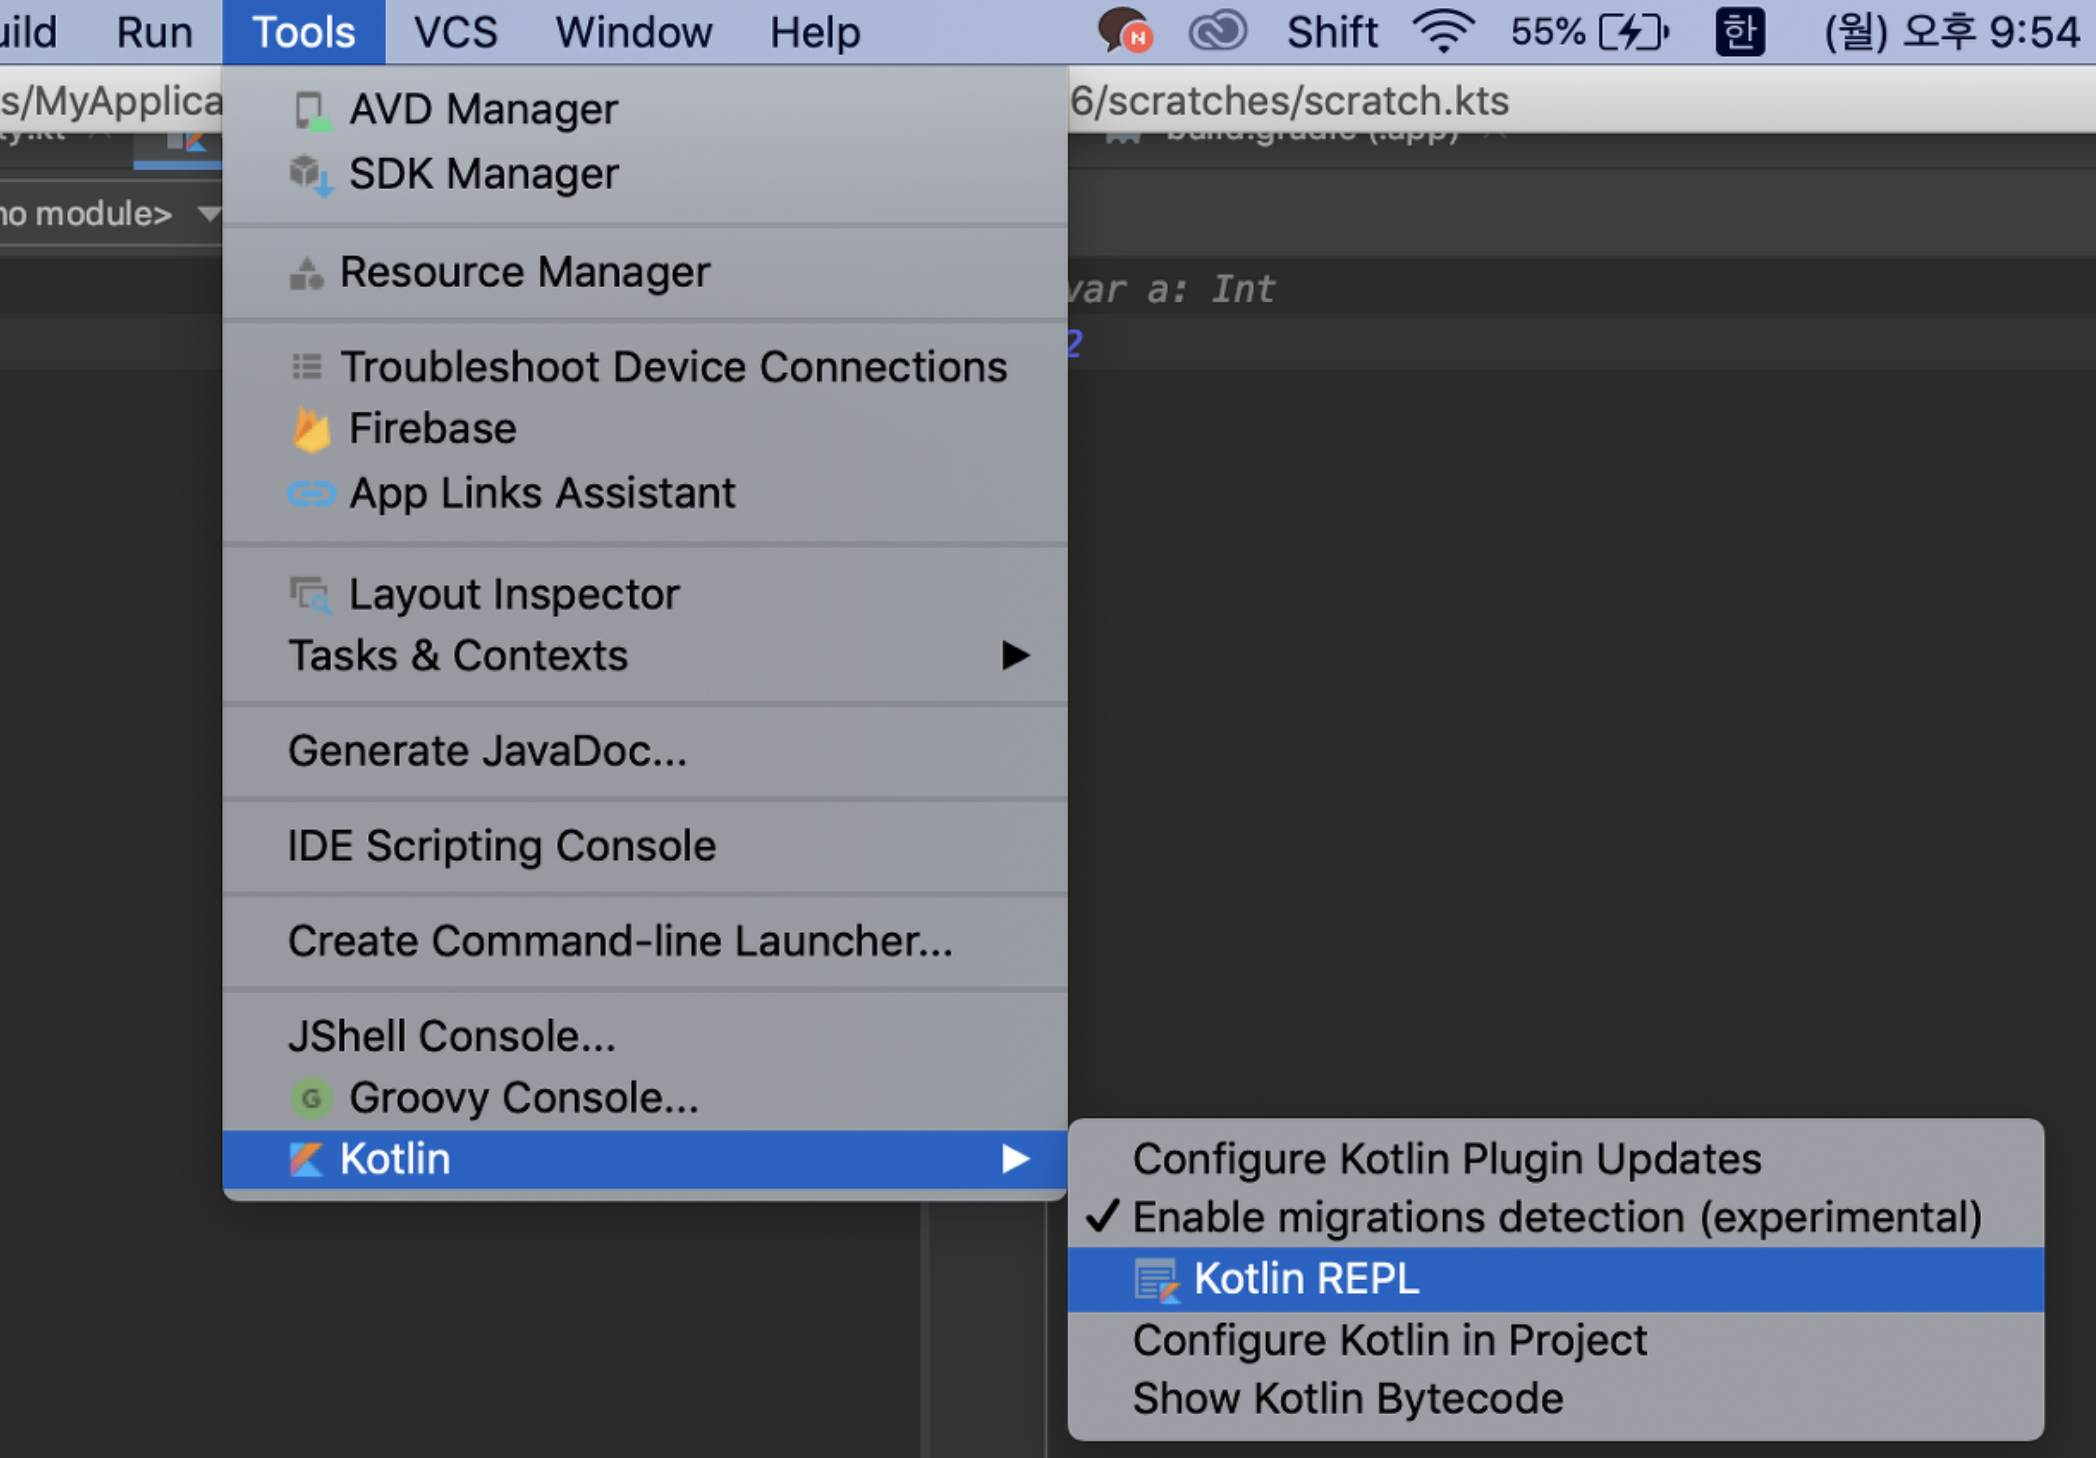 Run Tools VCS Window Help Shift 55% 한 (월) 오후 9:54
s/MyApplica 6/scratches/scratch.kts
build.gradle (:app)
module>
var a: Int
2
AVD Manager
SDK Manager
Resource Manager
Troubleshoot Device Connections
Firebase
App Links Assistant
Layout Inspector
Tasks & Contexts
Generate JavaDoc...
IDE Scripting Console
Create Command-line Launcher...
JShell Console...
G Groovy Console...
Kotlin
Configure Kotlin Plugin Updates
Enable migrations detection (experimental)
Kotlin REPL
Configure Kotlin in Project
Show Kotlin Bytecode